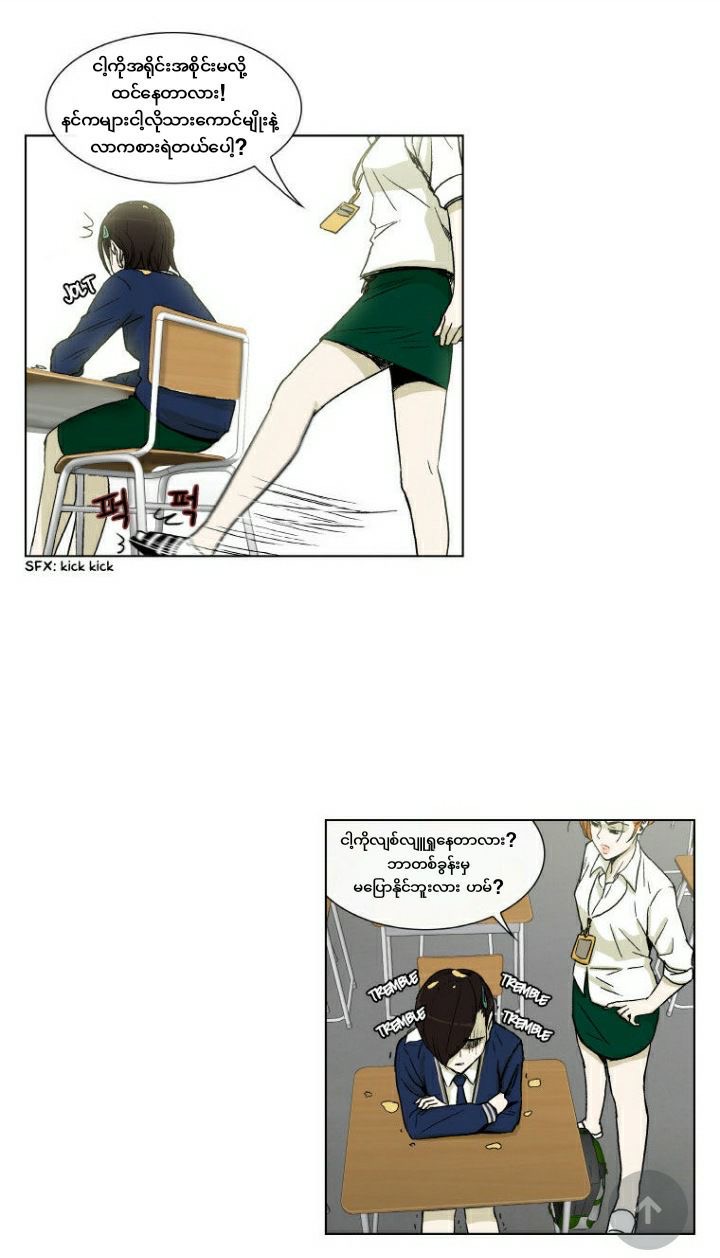 ငါ့ကိုအရိုင်းအစိုင်းမလို့
ထင်နေတာလား!
နင်ကများငါ့လိုသားကောင်မျိုးနဲ့
လာကစားရဲတယ်ပေါ့?
JOLT
퍽 퍽
SFX: kick kick
ငါ့ကိုလျစ်လျူရှုနေတာလား?
ဘာတစ်ခွန်းမှ
မပြောနိုင်ဘူးလား ဟမ်?
TREMBLE TREMBLE
TREMBLE TREMBLE